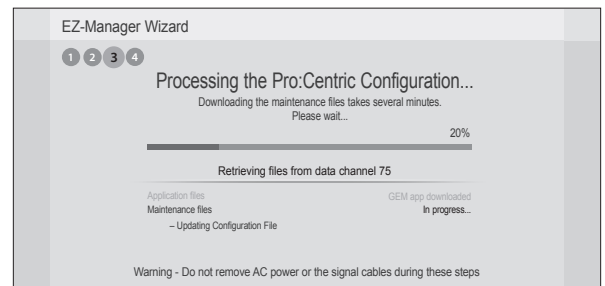 EZ-Manager Wizard
1 2 3 4
Processing the Pro:Centric Configuration...
Downloading the maintenance files takes several minutes.
Please wait...
20%
Retrieving files from data channel 75
Application files GEM app downloaded
Maintenance files In progress...
– Updating Configuration File
Warning - Do not remove AC power or the signal cables during these steps